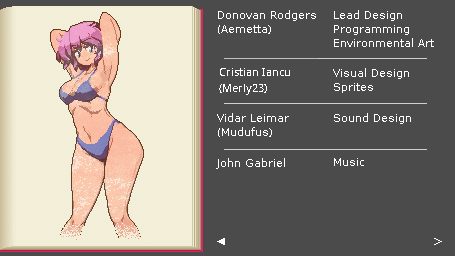 Donovan Rodgers Lead Design
(Aemetta) Programming
Environmental Art
Cristian Iancu Visual Design
(Merly23) Sprites
Vidar Leimar Sound Design
(Mudufus)
John Gabriel Music